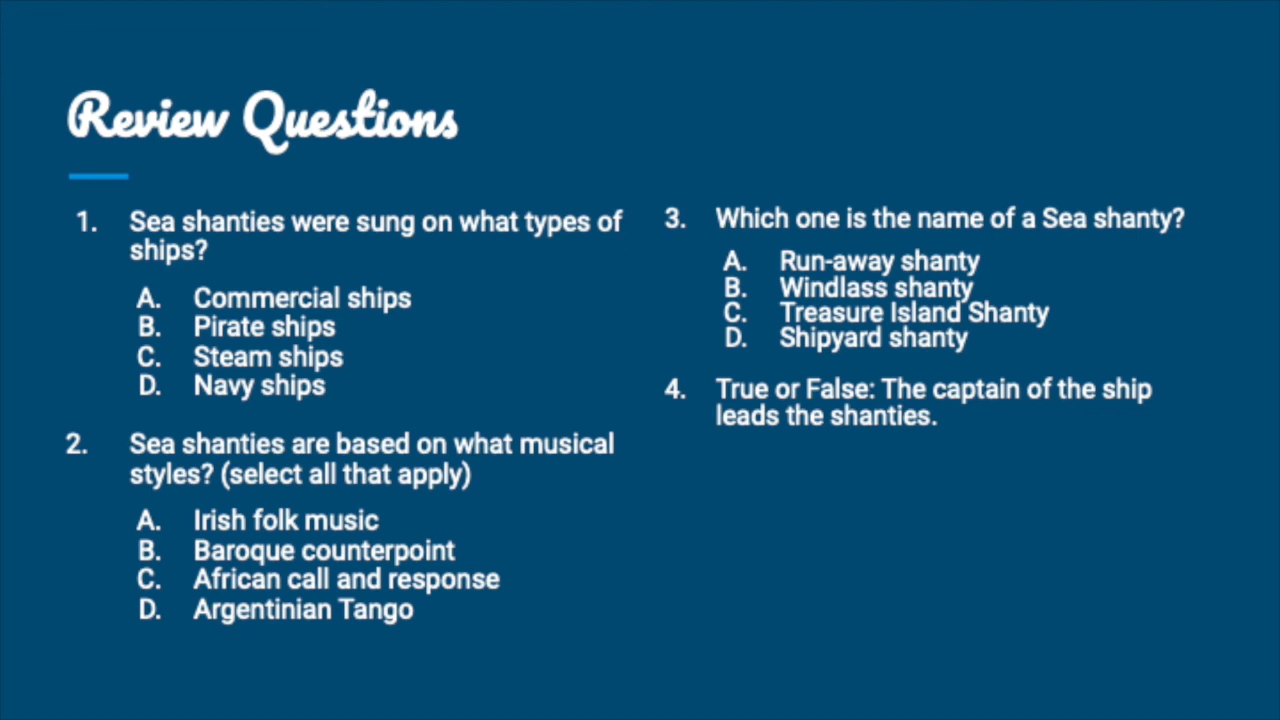 Review Questions
1. Sea shanties were sung on what types of
ships?
A. Commercial ships
B. Pirate ships
C. Steam ships
D. Navy ships
2. Sea shanties are based on what musical
styles? (select all that apply)
A. Irish folk music
B. Baroque counterpoint
C. African call and response
D. Argentinian Tango
3. Which one is the name of a Sea shanty?
A. Run-away shanty
B. Windlass shanty
C. Treasure Island Shanty
D. Shipyard shanty
4. True or False: The captain of the ship
leads the shanties.